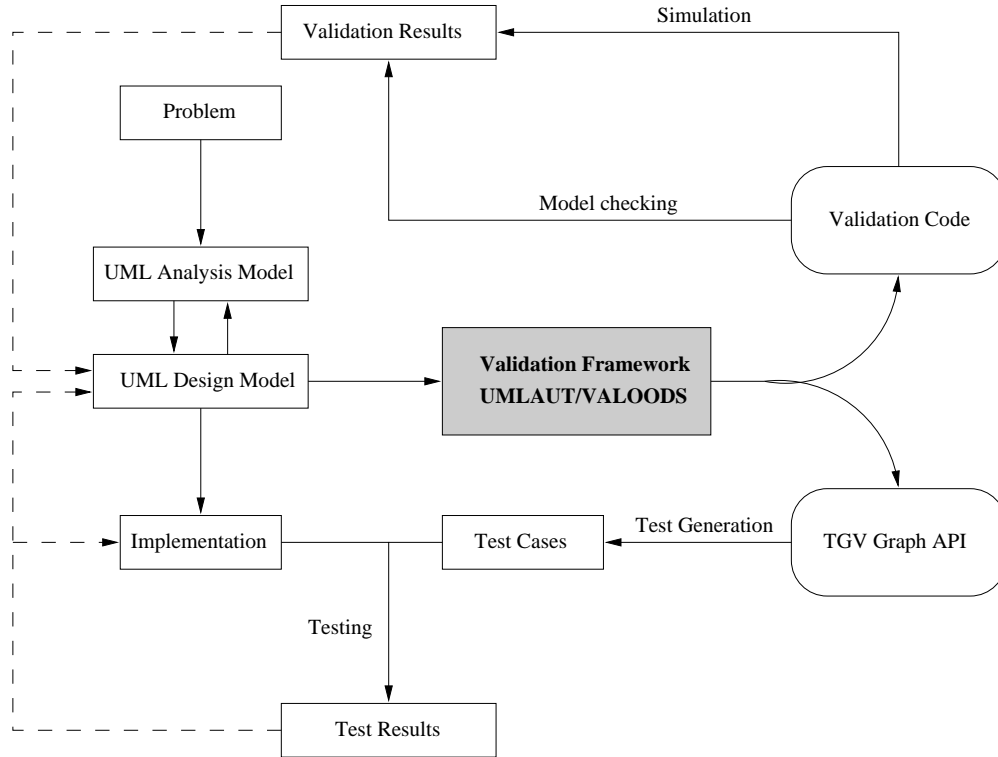 Simulation
Validation Results
Problem
Model checking
Validation Code
UML Analysis Model
Validation Framework
UMLAUT/VALOODS
UML Design Model
Test Generation
Implementation
Test Cases
TGV Graph API
Testing
Test Results